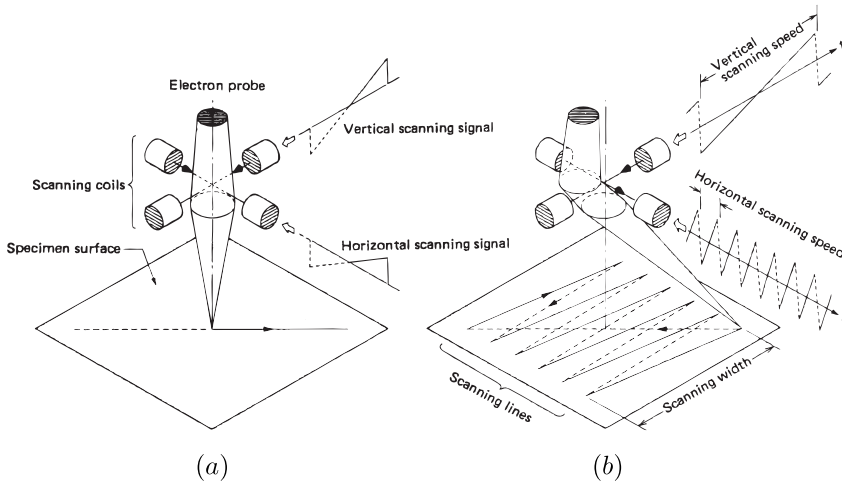 Electron probe
Vertical scanning signal
Scanning coils
Horizontal scanning signal
Specimen surface
(a)
Vertical
scanning speed
t
Horizontal scanning speed
Scanning lines
Scanning width
(b)